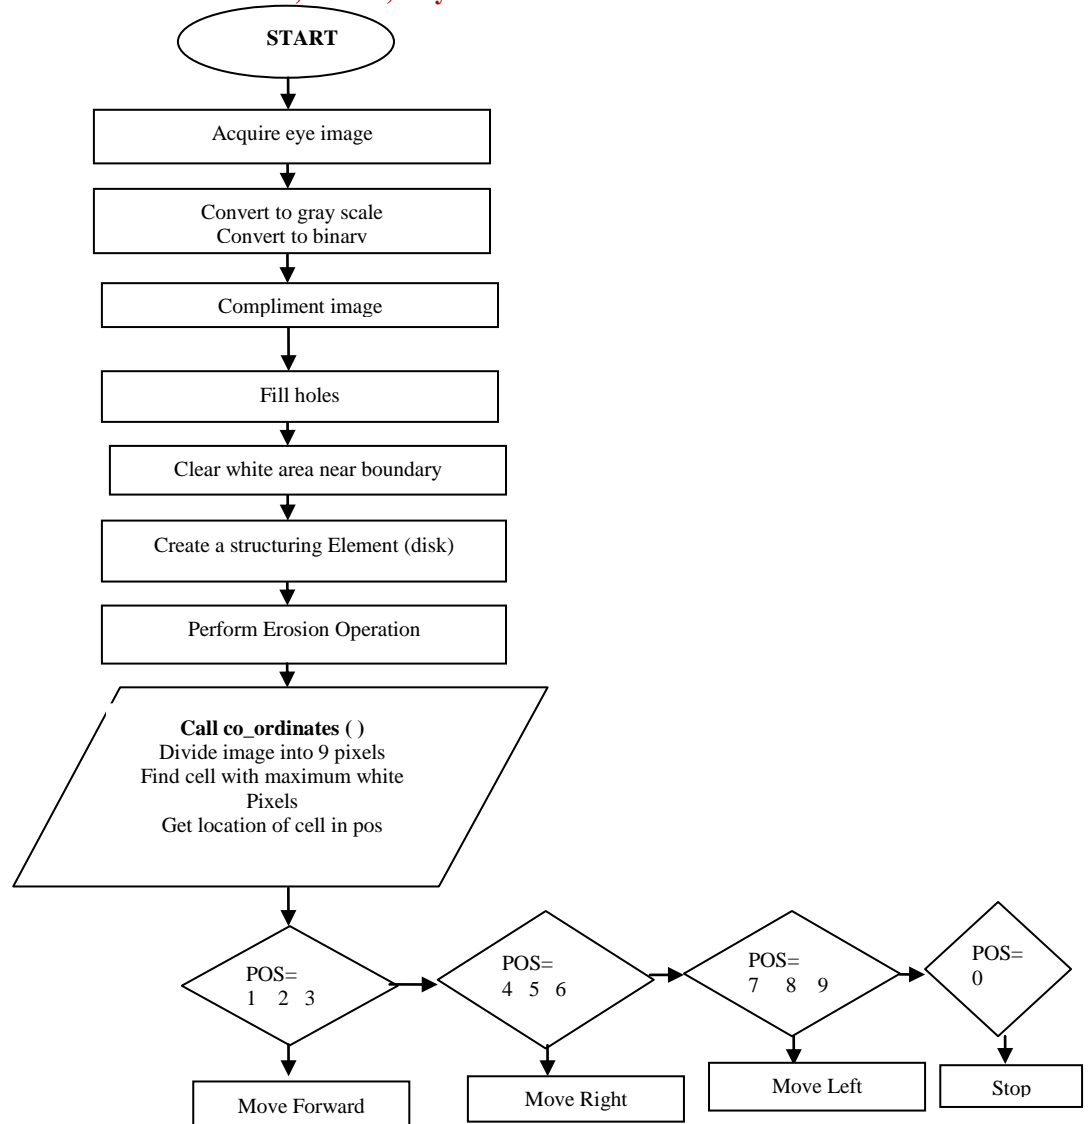 START
Acquire eye image
Convert to gray scale
Convert to binary
Compliment image
Fill holes
Clear white area near boundary
Create a structuring Element (disk)
Perform Erosion Operation
Call co_ordinates ( )
Divide image into 9 pixels
Find cell with maximum white
Pixels
Get location of cell in pos
POS=
1 2 3
POS=
4 5 6
POS=
7 8 9
POS=
0
Move Forward
Move Right
Move Left
Stop